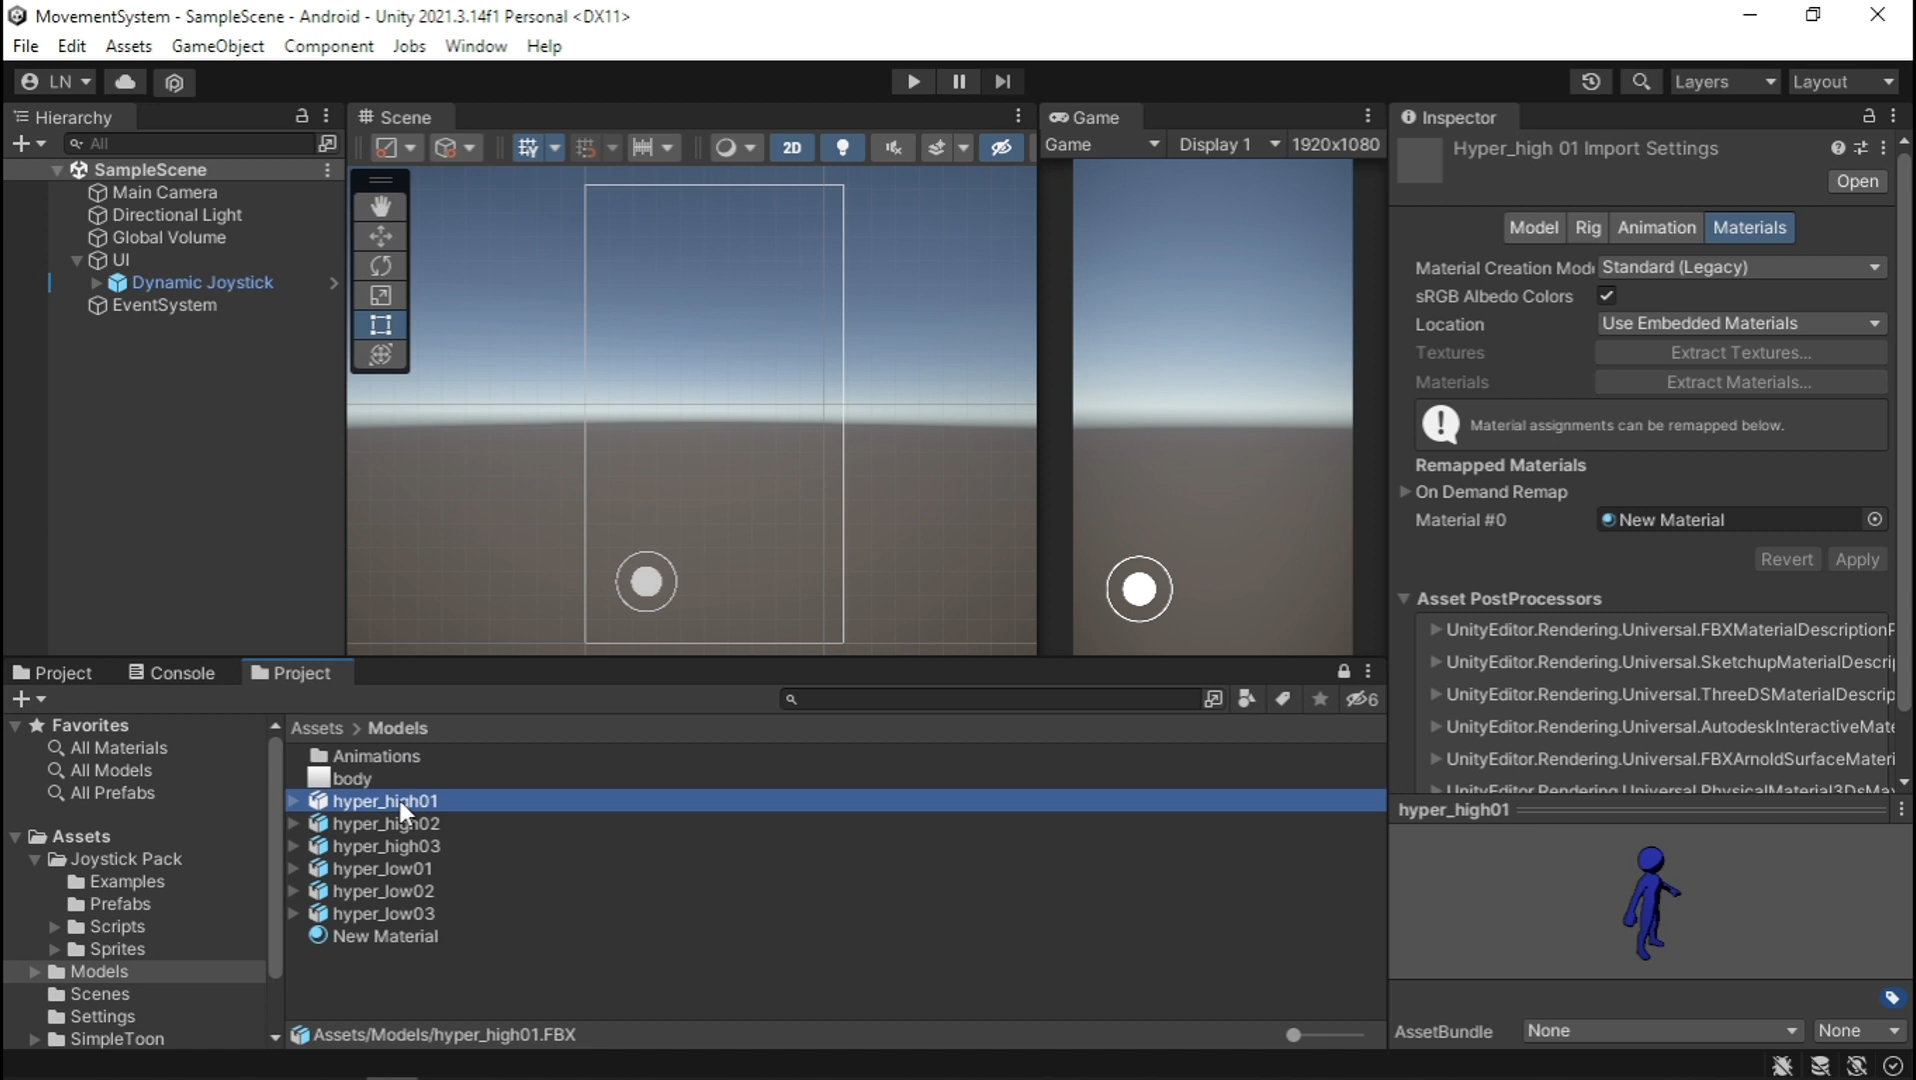 MovementSystem - SampleScene - Android - Unity 2021.3.14f1 Personal <DX11>
File Edit Assets GameObject Component Jobs Window Help
LN Layers Layout
Hierarchy
All
SampleScene
Main Camera
Directional Light
Global Volume
UI
Dynamic Joystick
EventSystem
Scene
2D
Game
Game Display 1 1920x1080
Inspector
Hyper_high 01 Import Settings
Open
Model Rig Animation Materials
Material Creation Mod Standard (Legacy)
sRGB Albedo Colors
Location Use Embedded Materials
Textures Extract Textures...
Materials Extract Materials...
Material assignments can be remapped below.
Remapped Materials
On Demand Remap
Material #0 New Material
Revert Apply
Asset PostProcessors
UnityEditor.Rendering.Universal.FBXMaterialDescriptionP
UnityEditor.Rendering.Universal.SketchupMaterialDescri
UnityEditor.Rendering.Universal.ThreeDSMaterialDescrip
UnityEditor.Rendering.Universal.AutodeskInteractiveMate
UnityEditor.Rendering.Universal.FBXArnoldSurfaceMateri
UnityEditor.Rendering.Universal.PhysicalMaterial3DsMax
hyper_high01
AssetBundle None None
Project Console Project
6
Favorites
All Materials
All Models
All Prefabs
Assets
Joystick Pack
Examples
Prefabs
Scripts
Sprites
Models
Scenes
Settings
SimpleToon
Assets > Models
Animations
body
hyper_high01
hyper_high02
hyper_high03
hyper_low01
hyper_low02
hyper_low03
New Material
Assets/Models/hyper_high01.FBX